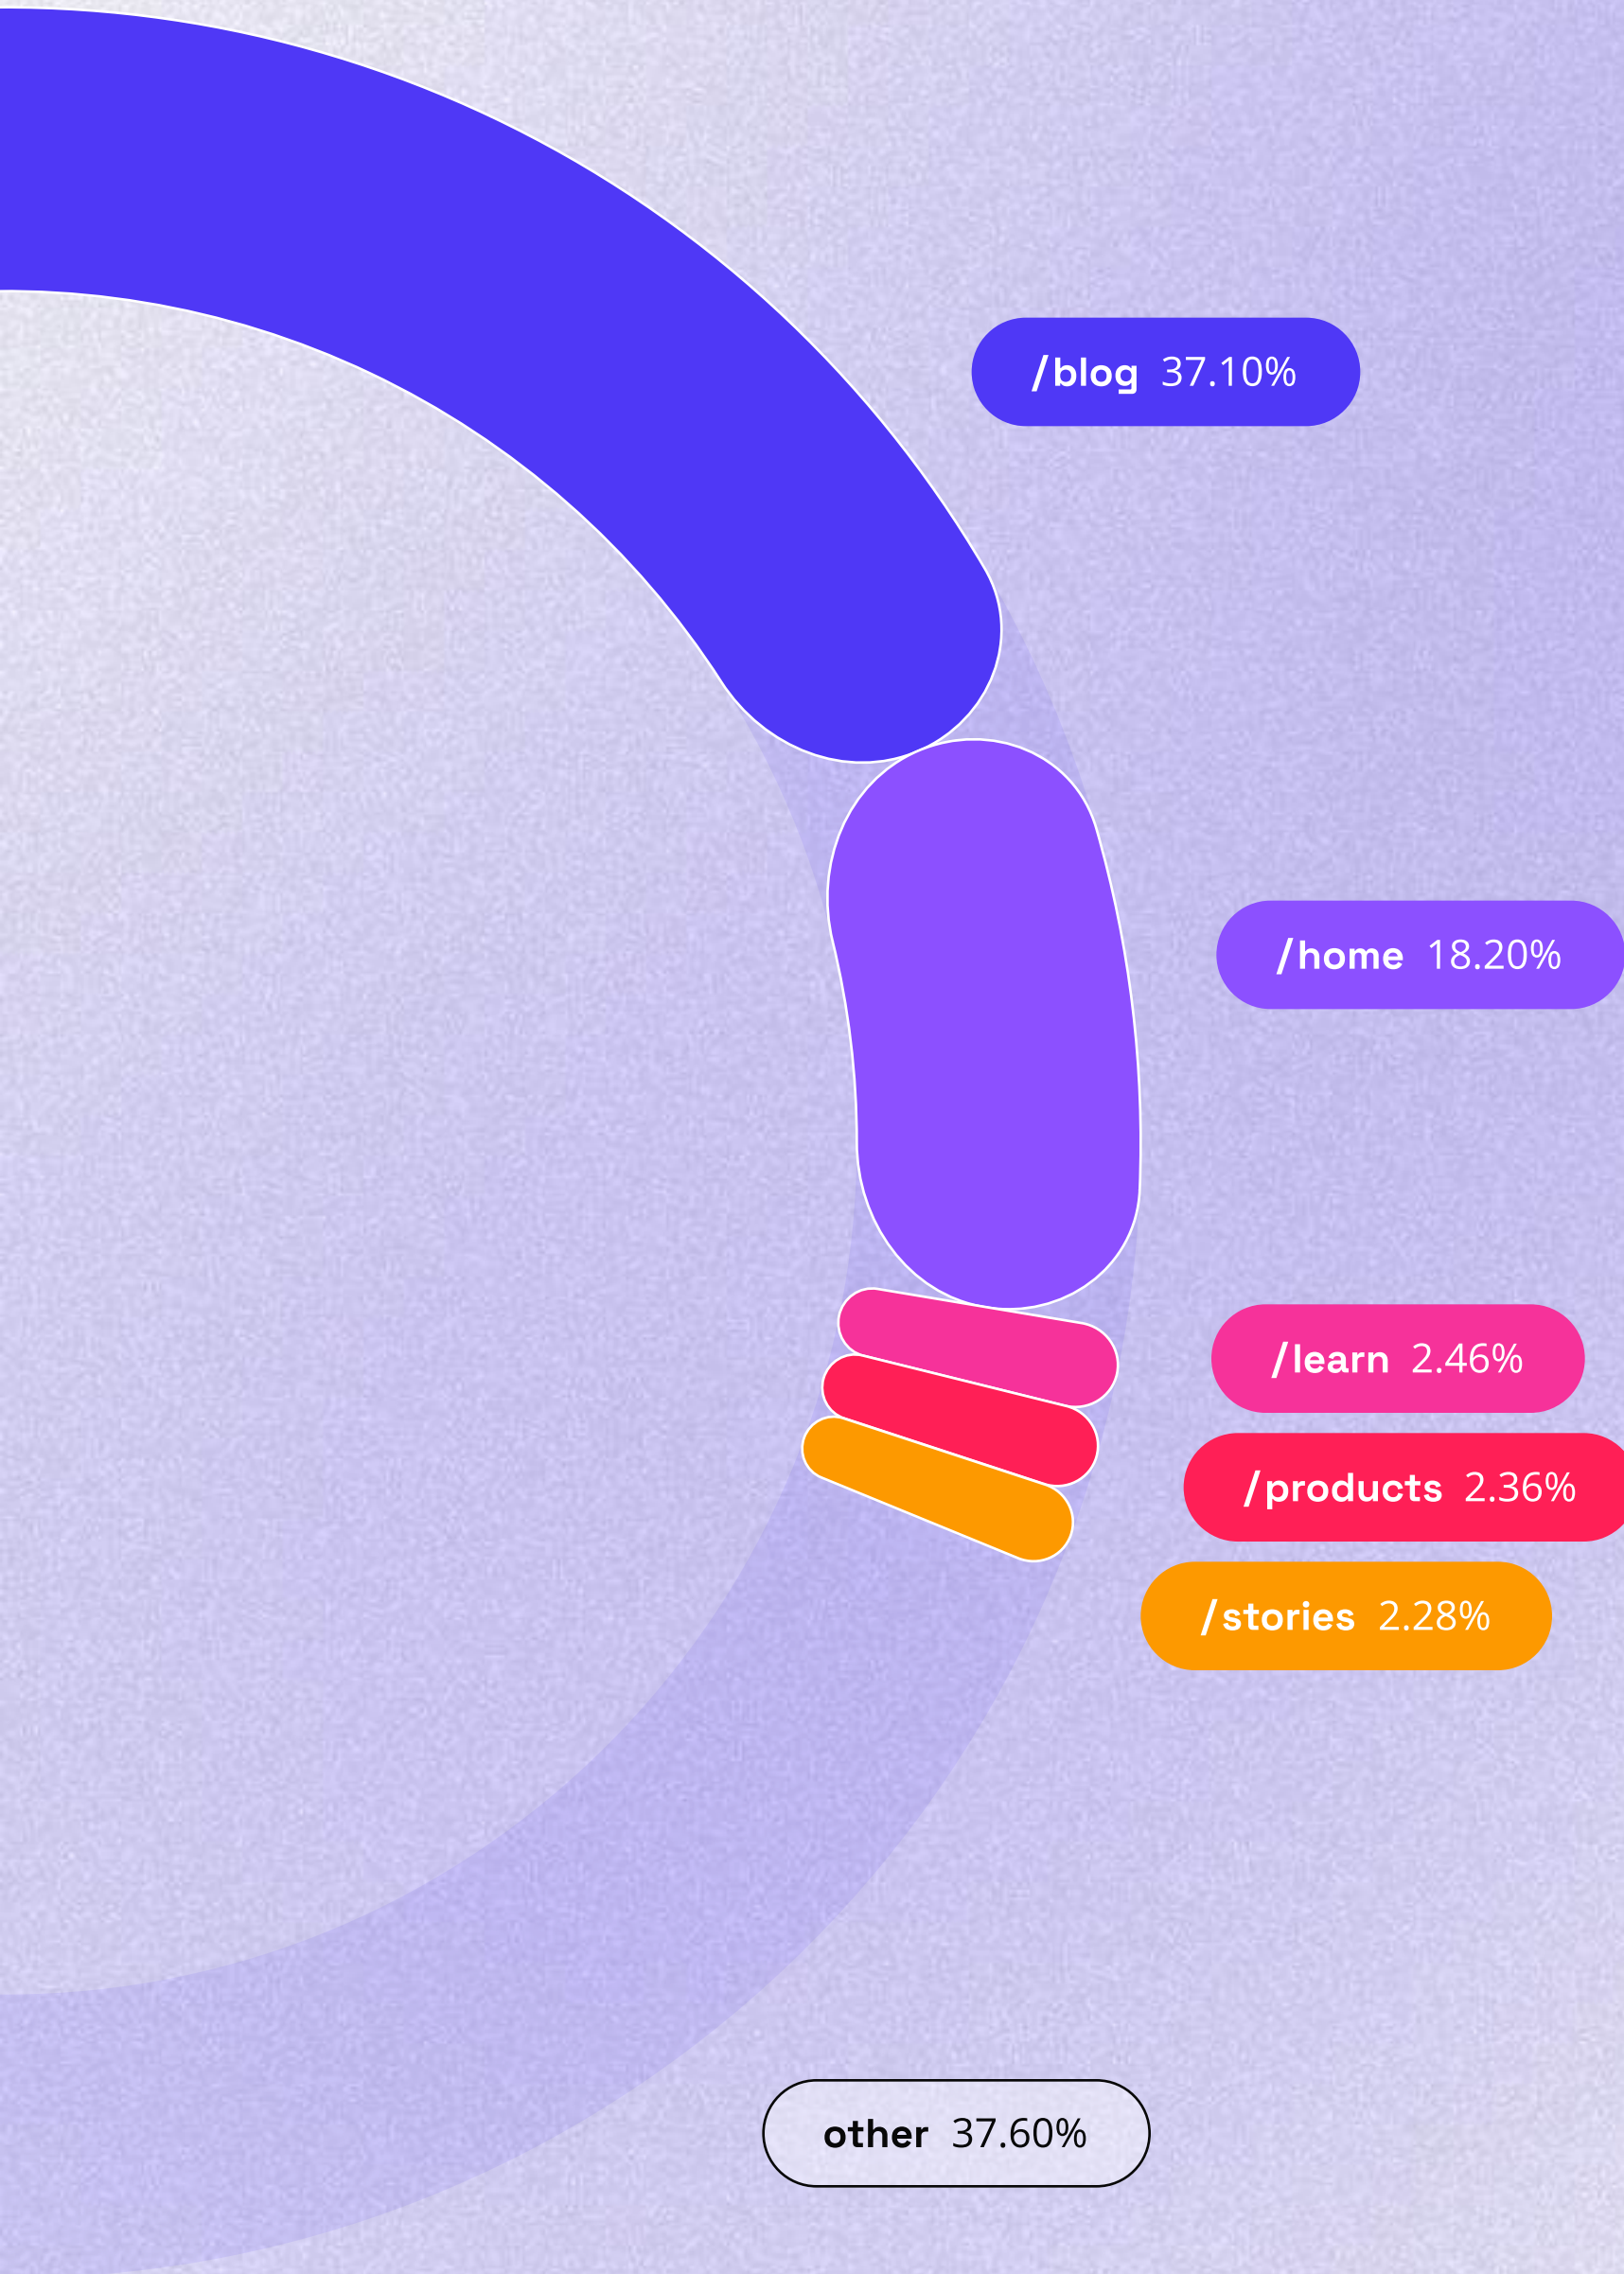 /blog 37.10%
/home 18.20%
/learn 2.46%
/products 2.36%
/stories 2.28%
other 37.60%